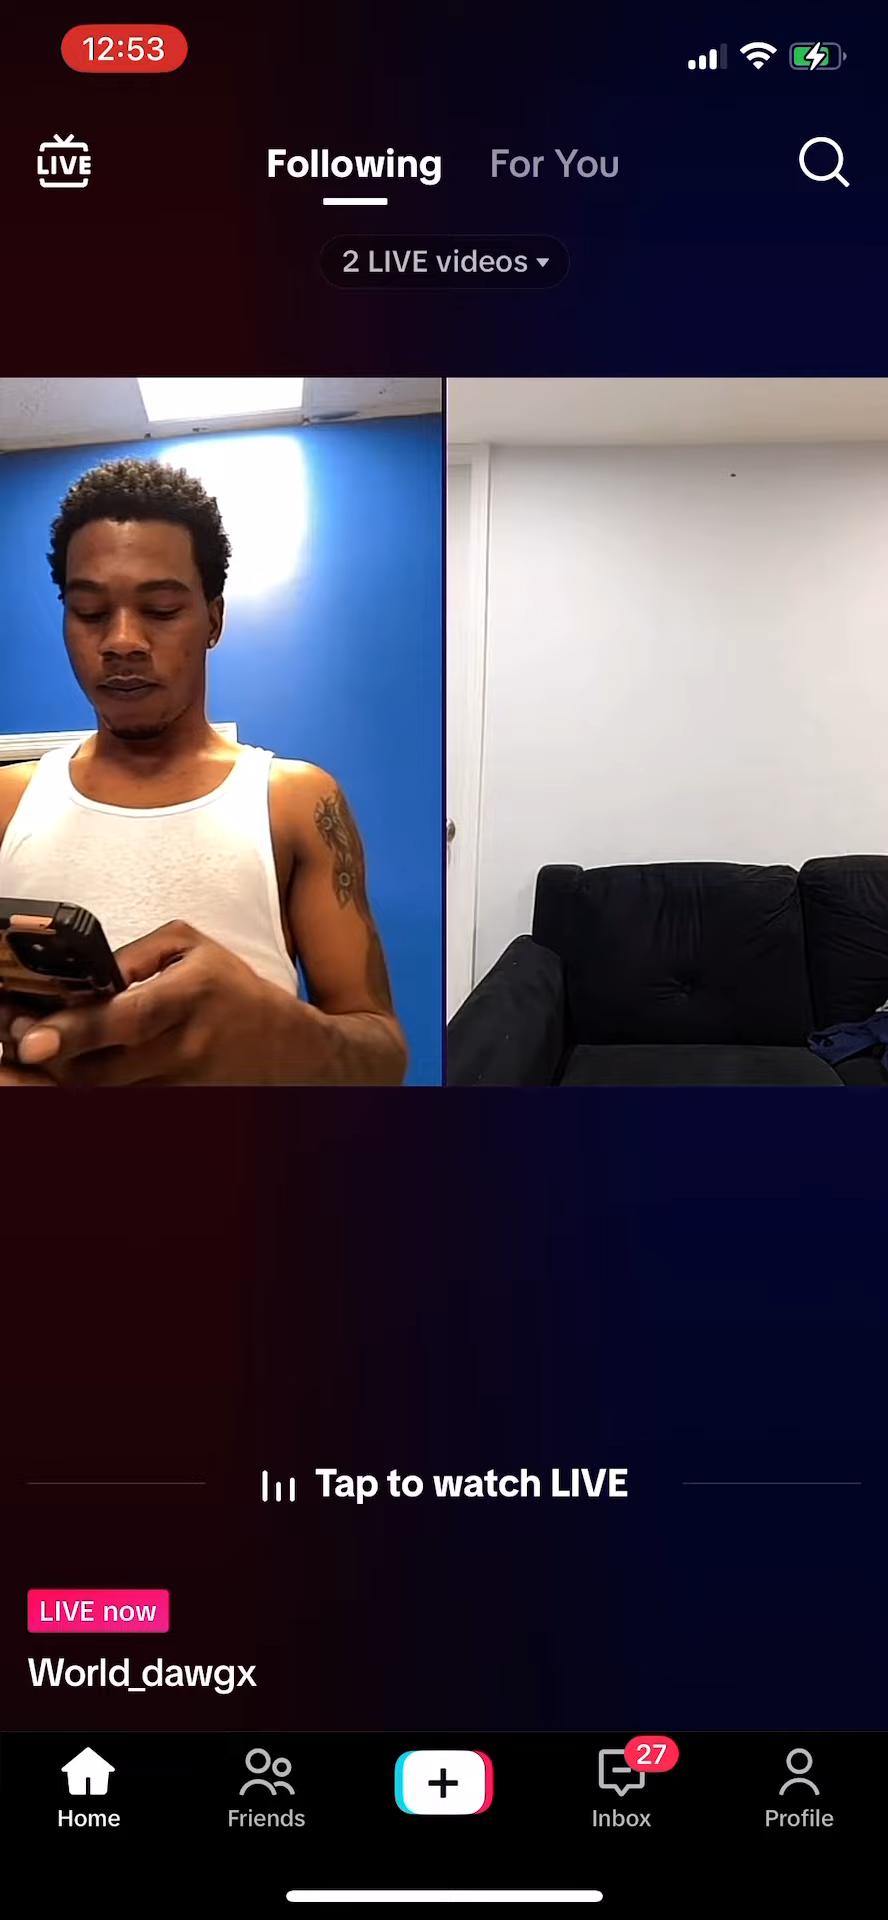 12:53
LIVE
Following
For You
2 LIVE videos
Tap to watch LIVE
LIVE now
World_dawgx
27
Home
Friends
Inbox
Profile